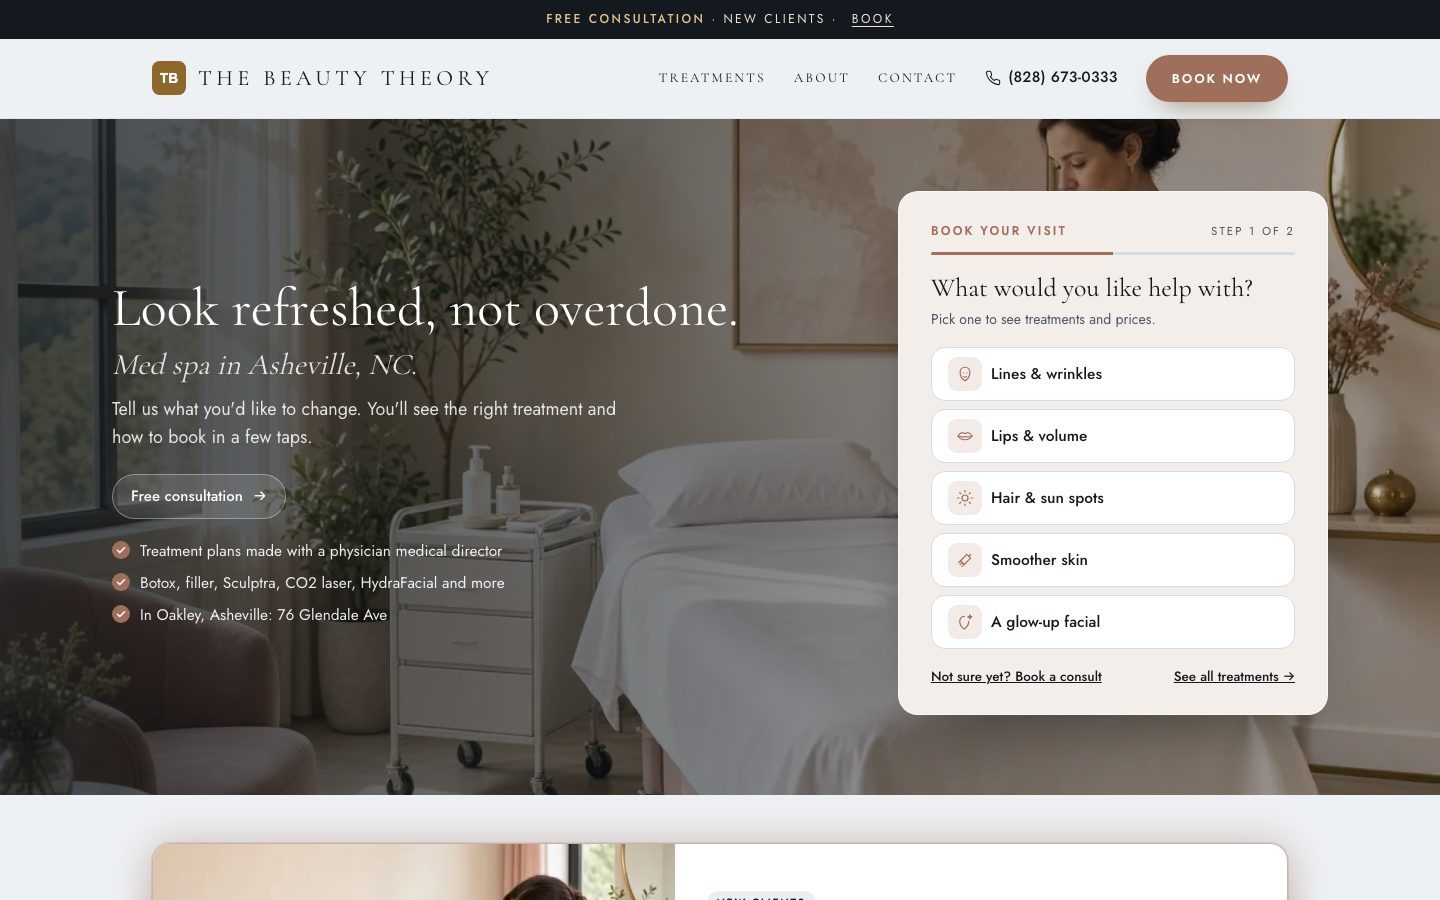 FREE CONSULTATION · NEW CLIENTS · BOOK
TB THE BEAUTY THEORY
TREATMENTS ABOUT CONTACT (828) 673-0333 BOOK NOW
Look refreshed, not overdone.
Med spa in Asheville, NC.
Tell us what you'd like to change. You'll see the right treatment and
how to book in a few taps.
Free consultation →
Treatment plans made with a physician medical director
Botox, filler, Sculptra, CO2 laser, HydraFacial and more
In Oakley, Asheville: 76 Glendale Ave
BOOK YOUR VISIT STEP 1 OF 2
What would you like help with?
Pick one to see treatments and prices.
Lines & wrinkles
Lips & volume
Hair & sun spots
Smoother skin
A glow-up facial
Not sure yet? Book a consult See all treatments →